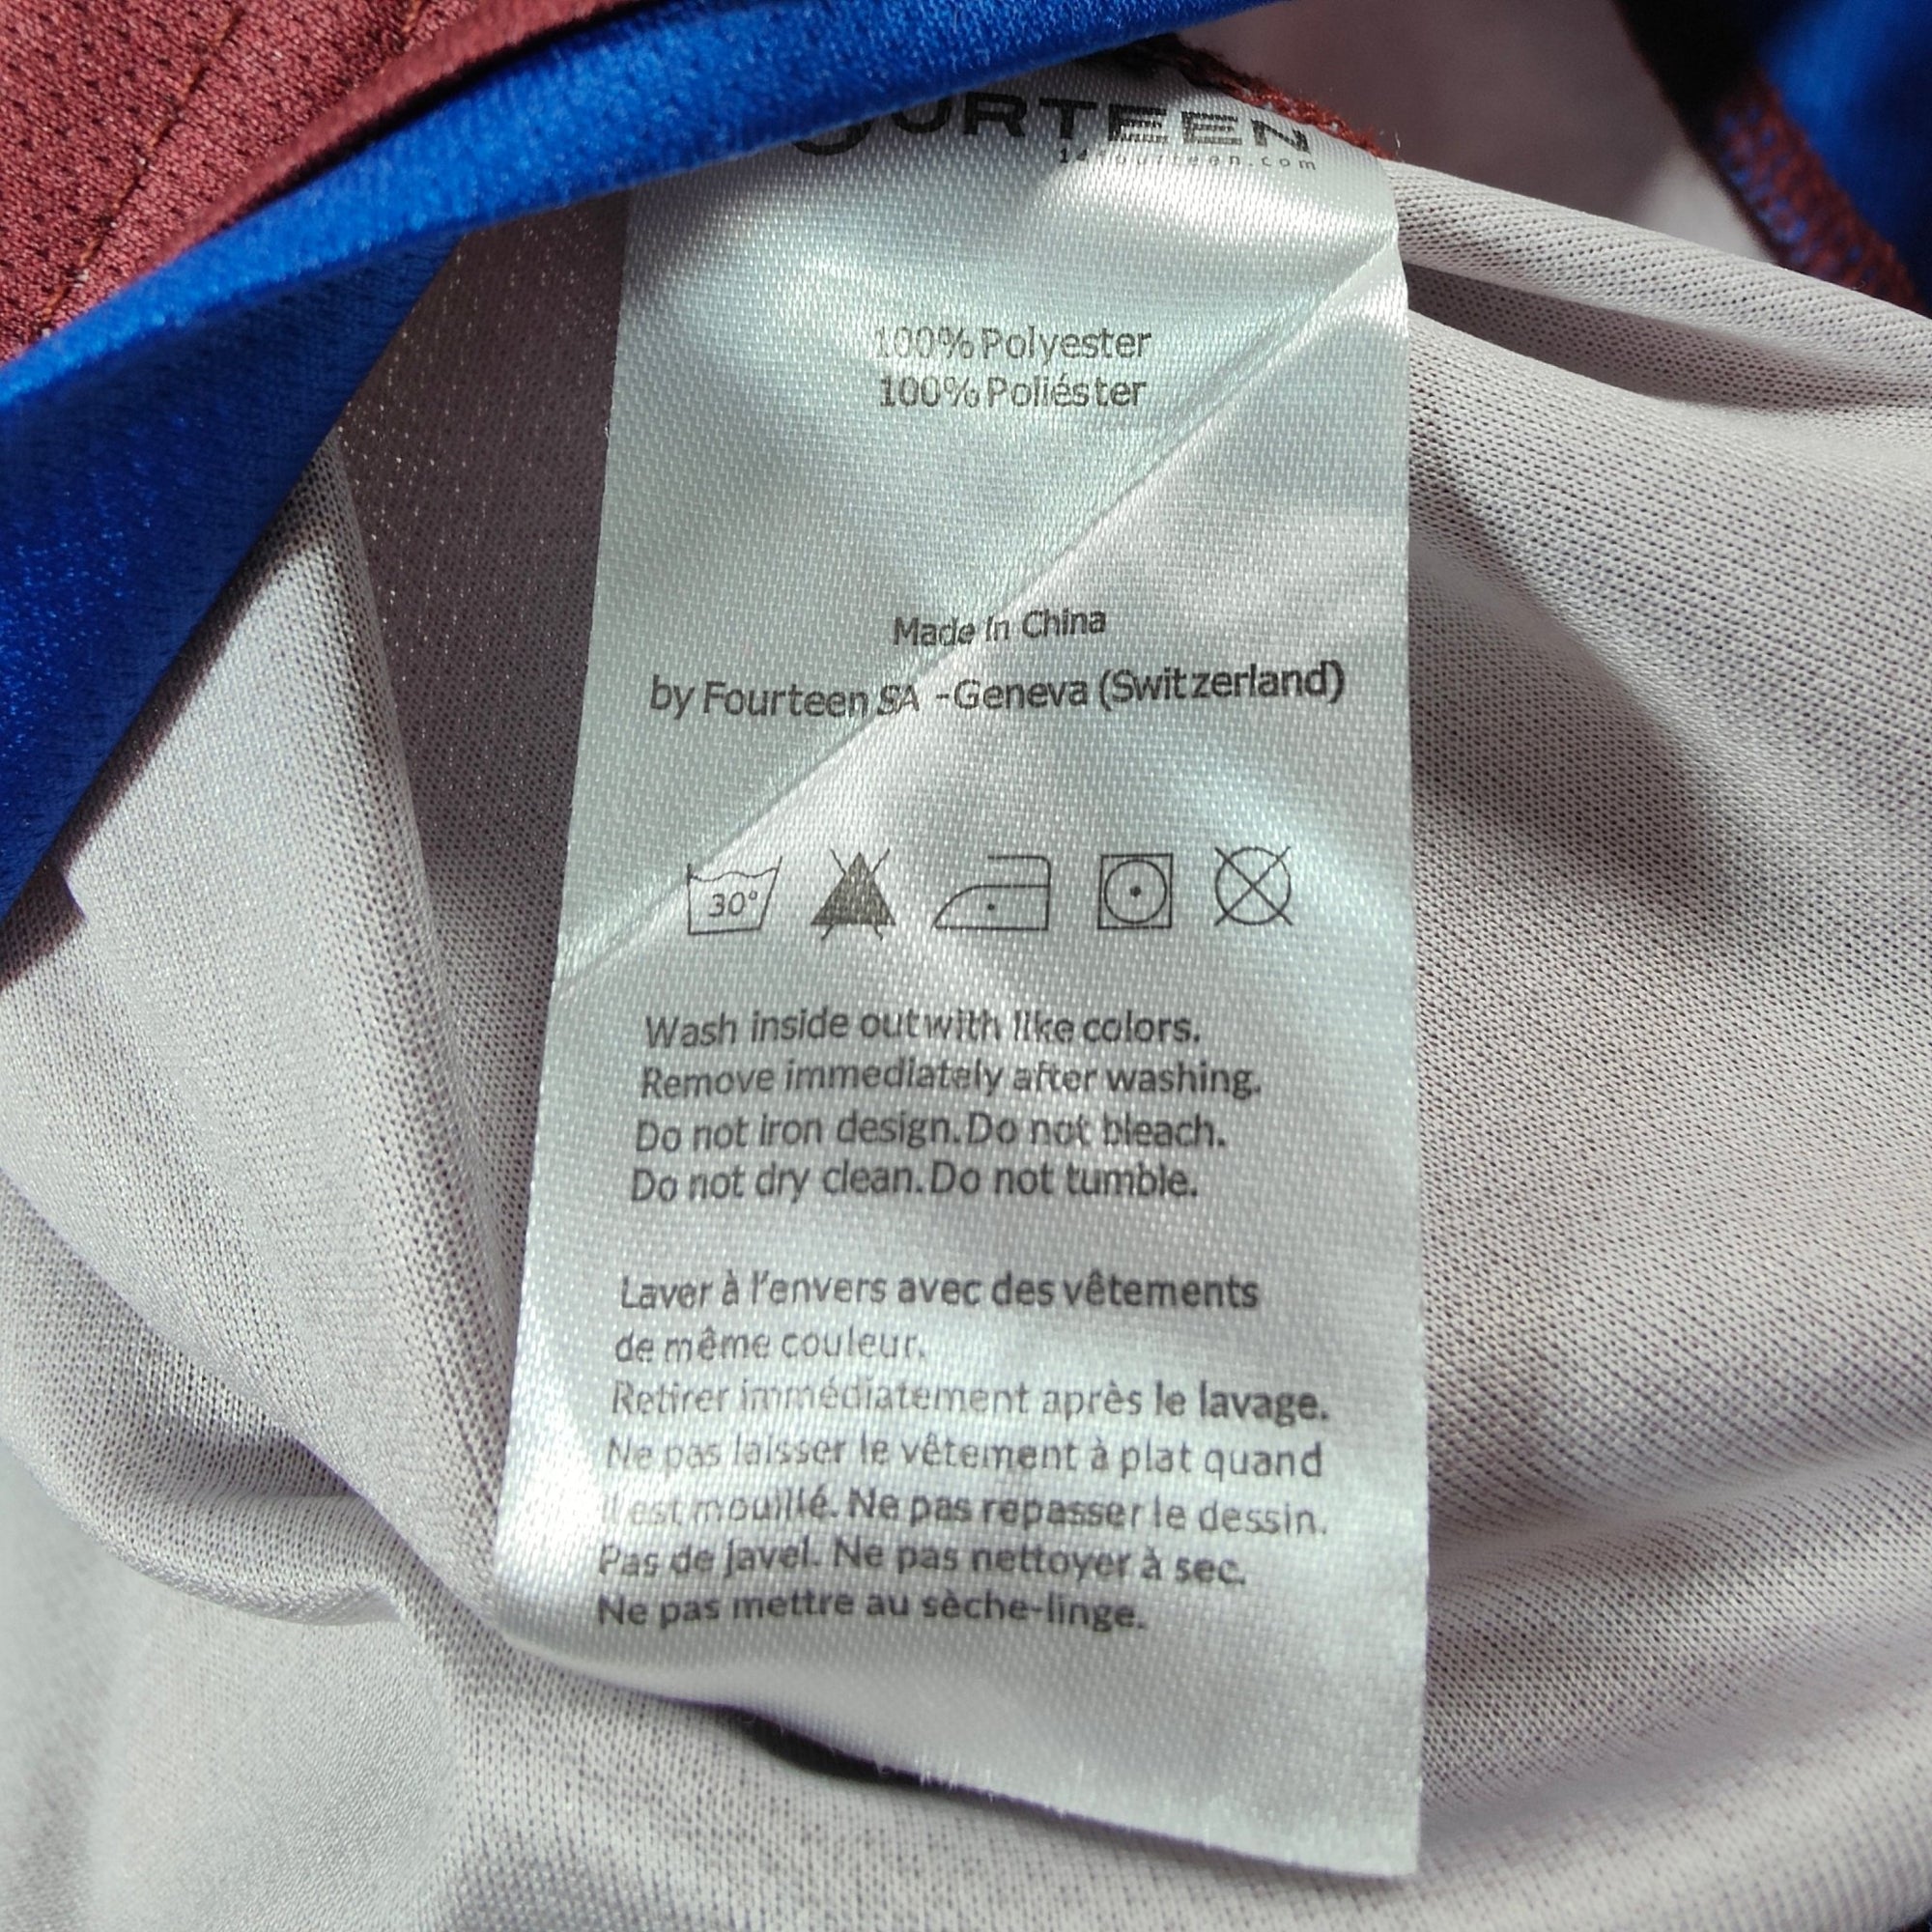 URTEEN
100% Polyester
100% Poliéster
Made in China
by Fourteen SA - Geneva (Switzerland)
30°
Wash inside out with like colors.
Remove immediately after washing.
Do not iron design. Do not bleach.
Do not dry clean. Do not tumble.
Laver à l'envers avec des vêtements
de même couleur.
Retirer immédiatement après le lavage.
Ne pas laisser le vêtement à plat quand
il est mouillé. Ne pas repasser le dessin.
Pas de Javel. Ne pas nettoyer à sec.
Ne pas mettre au sèche-linge.